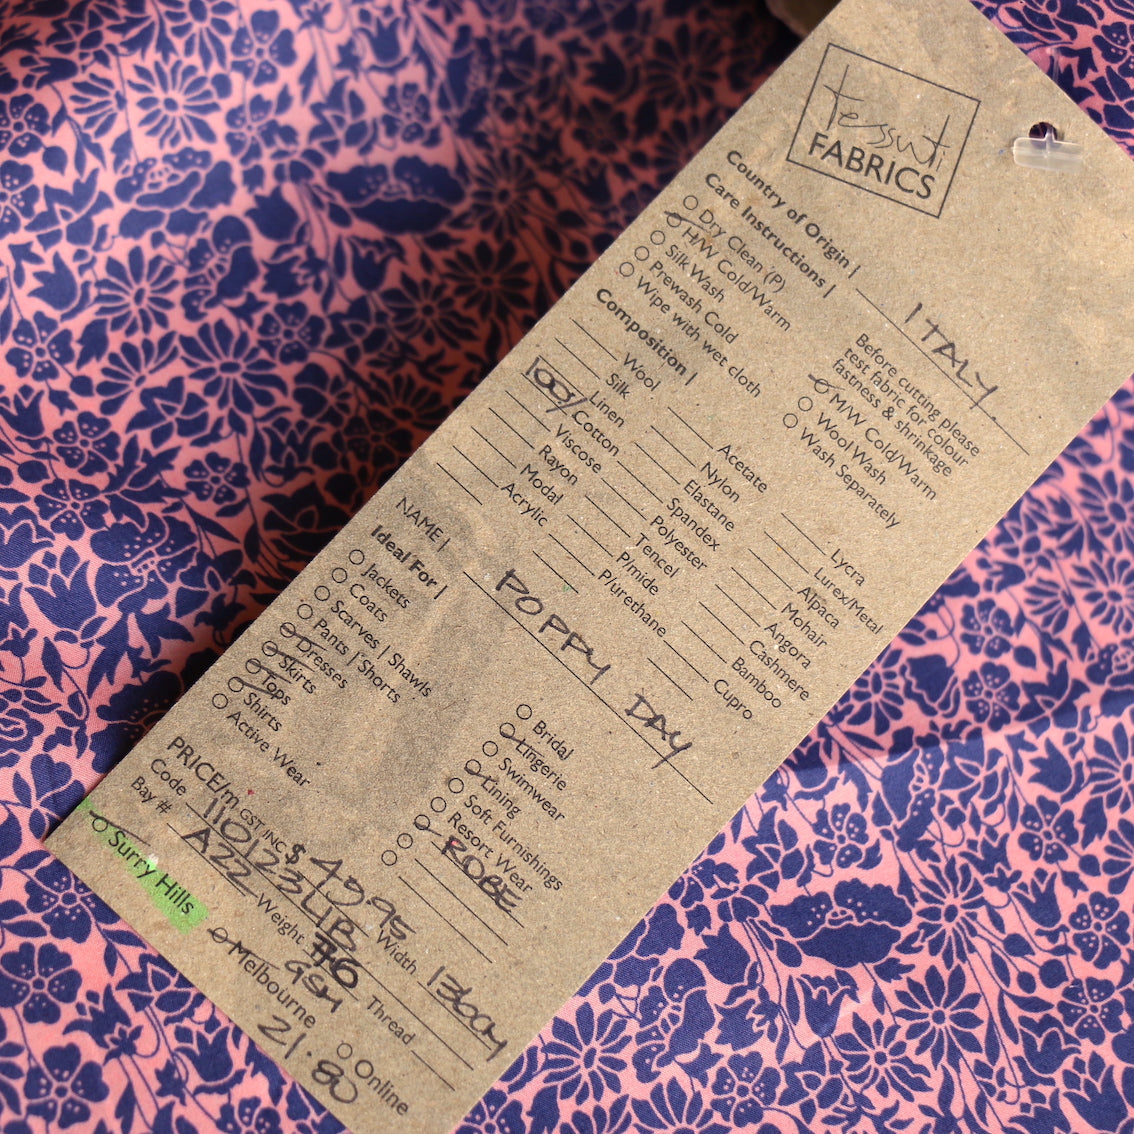 Tessuti
FABRICS
Country of Origin | ITALY.
Care Instructions |
Dry Clean (P)
H/W Cold/Warm
Silk Wash
Prewash Cold
Wipe with wet cloth
Before cutting please
test fabric for colour
fastness & shrinkage
M/W Cold/Warm
Wool Wash
Wash Separately
Composition |
Wool
Silk
Linen
100% Cotton
Viscose
Rayon
Modal
Acrylic
Acetate
Nylon
Elastane
Spandex
Polyester
Tencel
P/mide
P/urethane
Lycra
Lurex/Metal
Alpaca
Mohair
Angora
Cashmere
Bamboo
Cupro
NAME | POPPY DAY
Ideal For |
Jackets
Coats
Scarves | Shawls
Pants | Shorts
Dresses
Skirts
Tops
Shirts
Active Wear
Bridal
Lingerie
Swimwear
Lining
Soft Furnishings
Resort Wear
ROBE
PRICE/m GST INC $
Code 110123LIB Width 136cm
Bay # A222 Weight GSM Thread
Surry Hills Melbourne Online
21.80